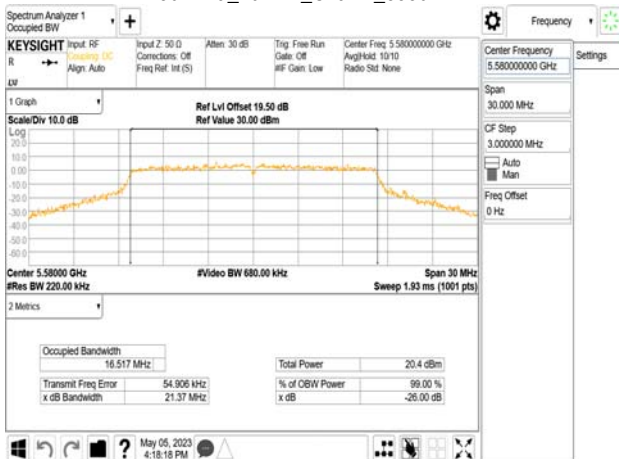 Spectrum Analyzer 1
Occupied BW
+
Frequency
KEYSIGHT Input: RF Input Z: 50 Ω Atten: 30 dB Trig: Free Run Center Freq: 5.580000000 GHz
R Coupling: DC Corrections: Off Gate: Off Avg|Hold: 10/10
Align: Auto Freq Ref: Int (S) #IF Gain: Low Radio Std: None
LXI
Center Frequency
5.580000000 GHz
Settings
Span
30.000 MHz
CF Step
3.000000 MHz
Auto
Man
Freq Offset
0 Hz
1 Graph
Ref Lvl Offset 19.50 dB
Scale/Div 10.0 dB Ref Value 30.00 dBm
Log
20.0
10.0
0.00
-10.0
-20.0
-30.0
-40.0
-50.0
-60.0
Center 5.58000 GHz #Video BW 680.00 kHz Span 30 MHz
#Res BW 220.00 kHz Sweep 1.93 ms (1001 pts)
2 Metrics
Occupied Bandwidth
16.517 MHz Total Power 20.4 dBm
Transmit Freq Error 54.906 kHz % of OBW Power 99.00 %
x dB Bandwidth 21.37 MHz x dB -26.00 dB
? May 05, 2023
4:18:18 PM